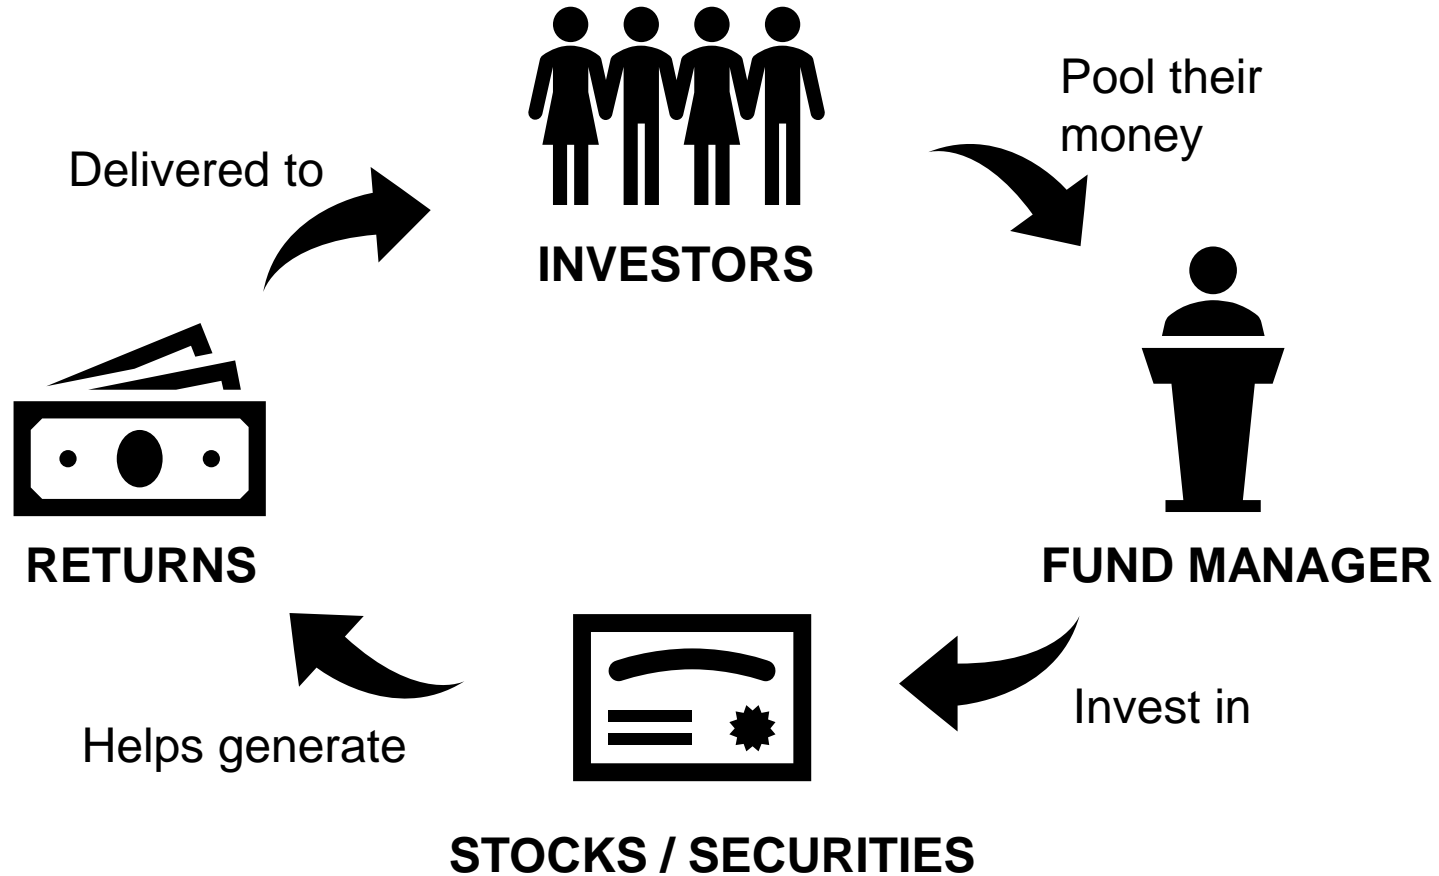 Pool their
money
Delivered to
INVESTORS
RETURNS
FUND MANAGER
Invest in
Helps generate
STOCKS / SECURITIES